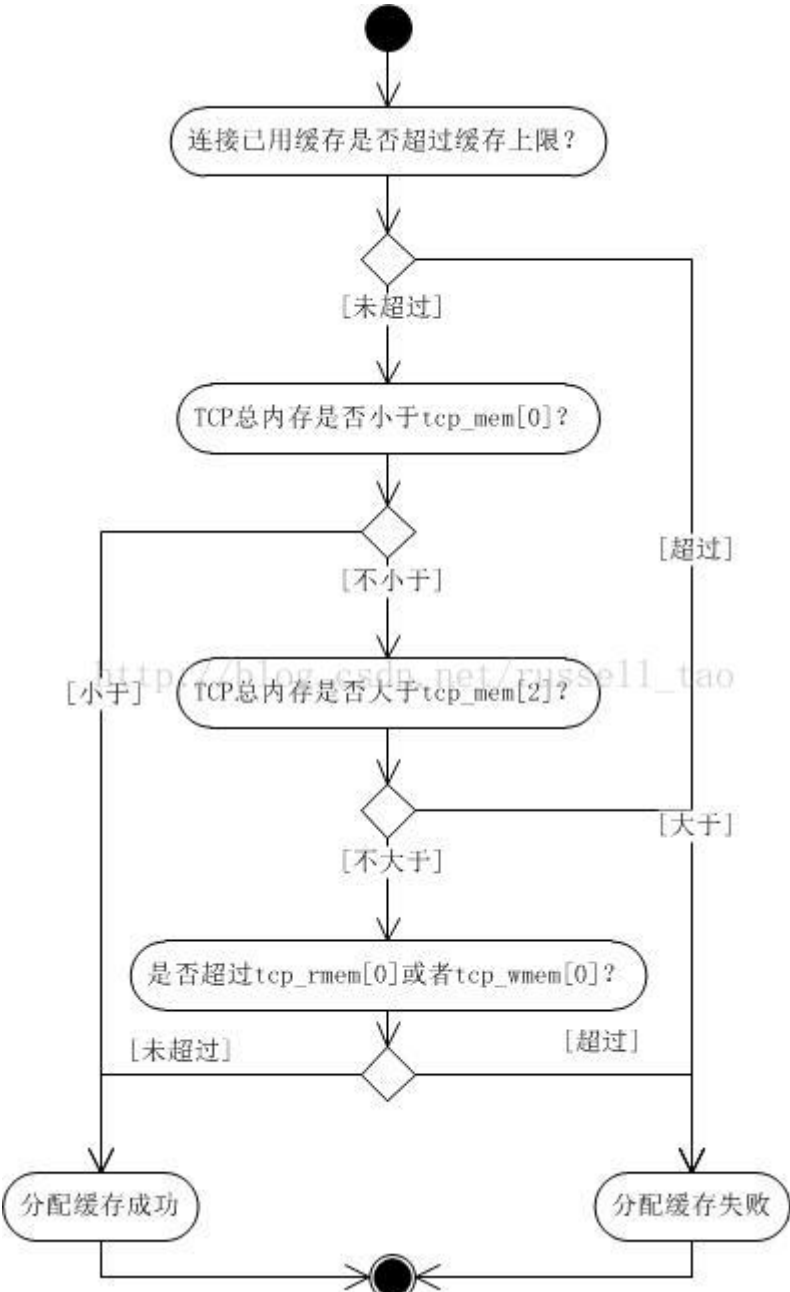 连接已用缓存是否超过缓存上限?
[未超过]
TCP总内存是否小于tcp_mem[0]?
[超过]
[不小于]
http://blog.csdn.net/russell_tao
[小于]
TCP总内存是否大于tcp_mem[2]?
[大于]
[不大于]
是否超过tcp_rmem[0]或者tcp_wmem[0]?
[未超过]
[超过]
分配缓存成功
分配缓存失败